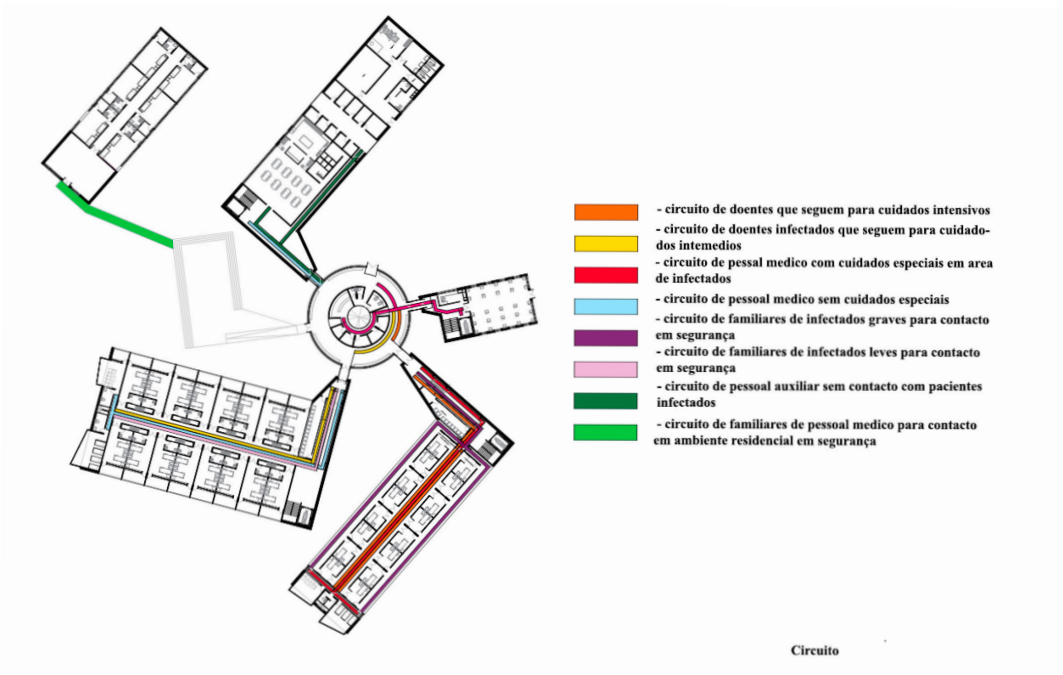 - circuito de doentes que seguem para cuidados intensivos
- circuito de doentes infectados que seguem para cuidado-
dos intemedios
- circuito de pessal medico com cuidados especiais em area
de infectados
- circuito de pessoal medico sem cuidados especiais
- circuito de familiares de infectados graves para contacto
em segurança
- circuito de familiares de infectados leves para contacto
em segurança
- circuito de pessoal auxiliar sem contacto com pacientes
infectados
- circuito de familiares de pessoal medico para contacto
em ambiente residencial em segurança
Circuito